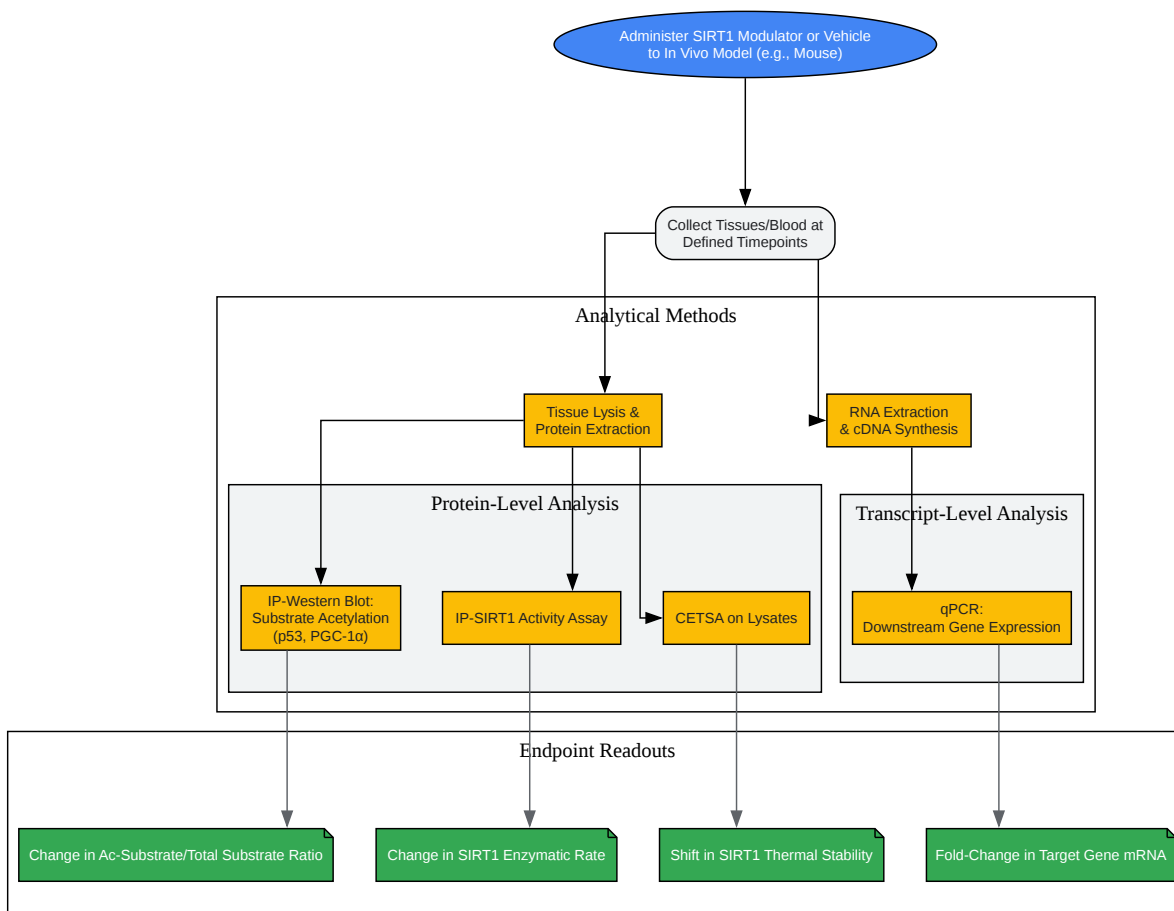 Administer SIRT1 Modulator or Vehicle
to In Vivo Model (e.g., Mouse)
Collect Tissues/Blood at
Defined Timepoints
Analytical Methods
Tissue Lysis &
Protein Extraction
RNA Extraction
& cDNA Synthesis
Protein-Level Analysis
Transcript-Level Analysis
IP-Western Blot:
Substrate Acetylation
(p53, PGC-1α)
IP-SIRT1 Activity Assay
CETSA on Lysates
qPCR:
Downstream Gene Expression
Endpoint Readouts
Change in Ac-Substrate/Total Substrate Ratio
Change in SIRT1 Enzymatic Rate
Shift in SIRT1 Thermal Stability
Fold-Change in Target Gene mRNA